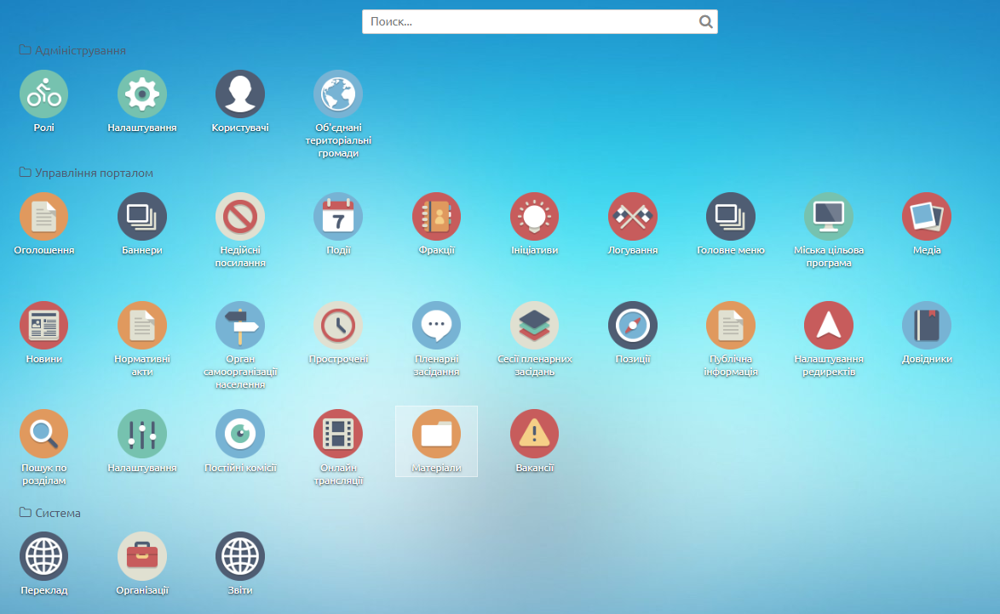 Поиск...
Адміністрування
Ролі
Налаштування
Користувачі
Об'єднані
територіальні
громади
Управління порталом
Оголошення
Баннери
Недійсні
посилання
7
Події
Фракції
Ініціативи
Логування
Головне меню
Міська цільова
програма
Медіа
Новини
Нормативні
акти
Орган
самоорганізації
населення
Прострочені
Пленарні
засідання
Сесії пленарних
засідань
Позиції
Публічна
інформація
Налаштування
редиректів
Довідники
Пошук по
розділам
Налаштування
Постійні комісії
Онлайн
трансляції
Матеріали
Вакансії
Система
Переклад
Організації
Звіти